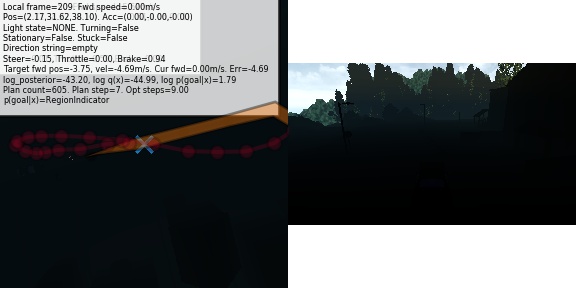 Local frame=209: Fwd.speed=0.00m/s
Pos=(2.17,31.62,38.10). Acc=(0.00,-0.00,-0.00)
Light state=NONE. Turning=False
Stationary=False. Stuck=False
Direction string=empty
Steer=-0.15, Throttle=0.00, Brake=0.94
Target fwd pos=-3.75, vel=-4.69m/s. Cur fwd=0.00m/s. Err=-4.69
log_posterior=-43.20, log q(x)=-44.99, log p(goal|x)=1.79
Plan count=605. Plan step=7. Opt steps=9.00
p(goal|x)=RegionIndicator